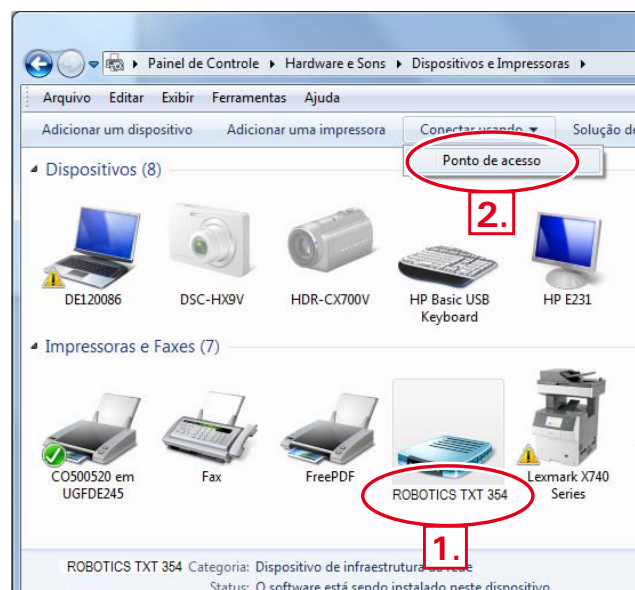 Painel de Controle Hardware e Sons Dispositivos e Impressoras
Arquivo Editar Exibir Ferramentas Ajuda
Adicionar um dispositivo Adicionar uma impressora Conectar usando Solução de
Ponto de acesso
2.
Dispositivos (8)
DE120086 DSC-HX9V HDR-CX700V HP Basic USB HP E231
Keyboard
Impressoras e Faxes (7)
CO500520 em Fax FreePDF ROBOTICS TXT 354 Lexmark X740
UGFDE245 Series
1.
ROBOTICS TXT 354 Categoria: Dispositivo de infraestrutura da rede
Status: O software está sendo instalado neste dispositivo